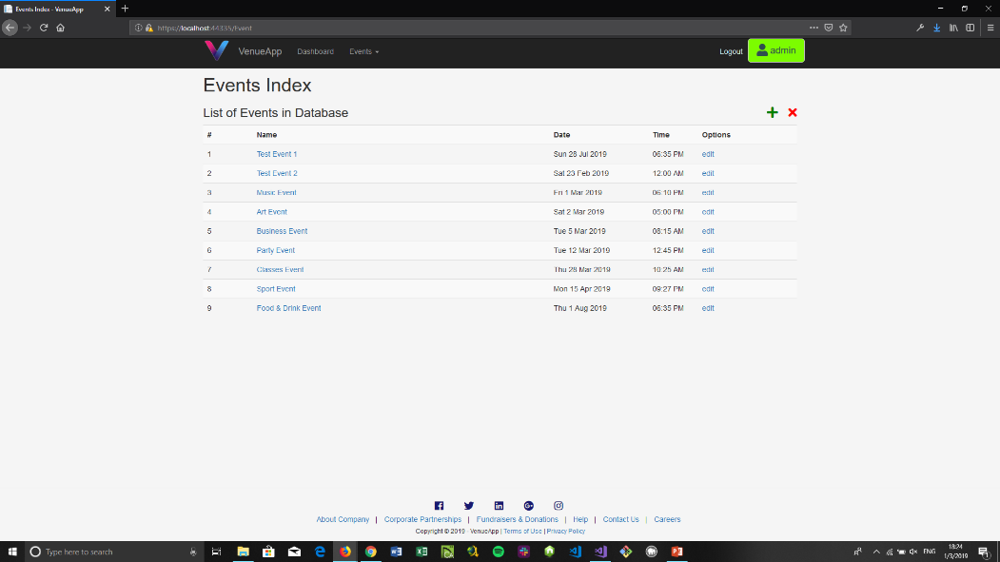 Events Index - VenueApp
https://localhost:44335/Event
VenueApp Dashboard Events Logout admin
Events Index
List of Events in Database
# Name Date Time Options
1 Test Event 1 Sun 28 Jul 2019 06:35 PM edit
2 Test Event 2 Sat 23 Feb 2019 12:00 AM edit
3 Music Event Fri 1 Mar 2019 06:10 PM edit
4 Art Event Sat 2 Mar 2019 05:00 PM edit
5 Business Event Tue 5 Mar 2019 08:15 AM edit
6 Party Event Tue 12 Mar 2019 12:45 PM edit
7 Classes Event Thu 28 Mar 2019 10:25 AM edit
8 Sport Event Mon 15 Apr 2019 09:27 PM edit
9 Food & Drink Event Thu 1 Aug 2019 06:35 PM edit
About Company | Corporate Partnerships | Fundraisers & Donations | Help | Contact Us | Careers
Copyright © 2019 - VenueApp | Terms of Use | Privacy Policy
Type here to search ENG 18:24
1/3/2019